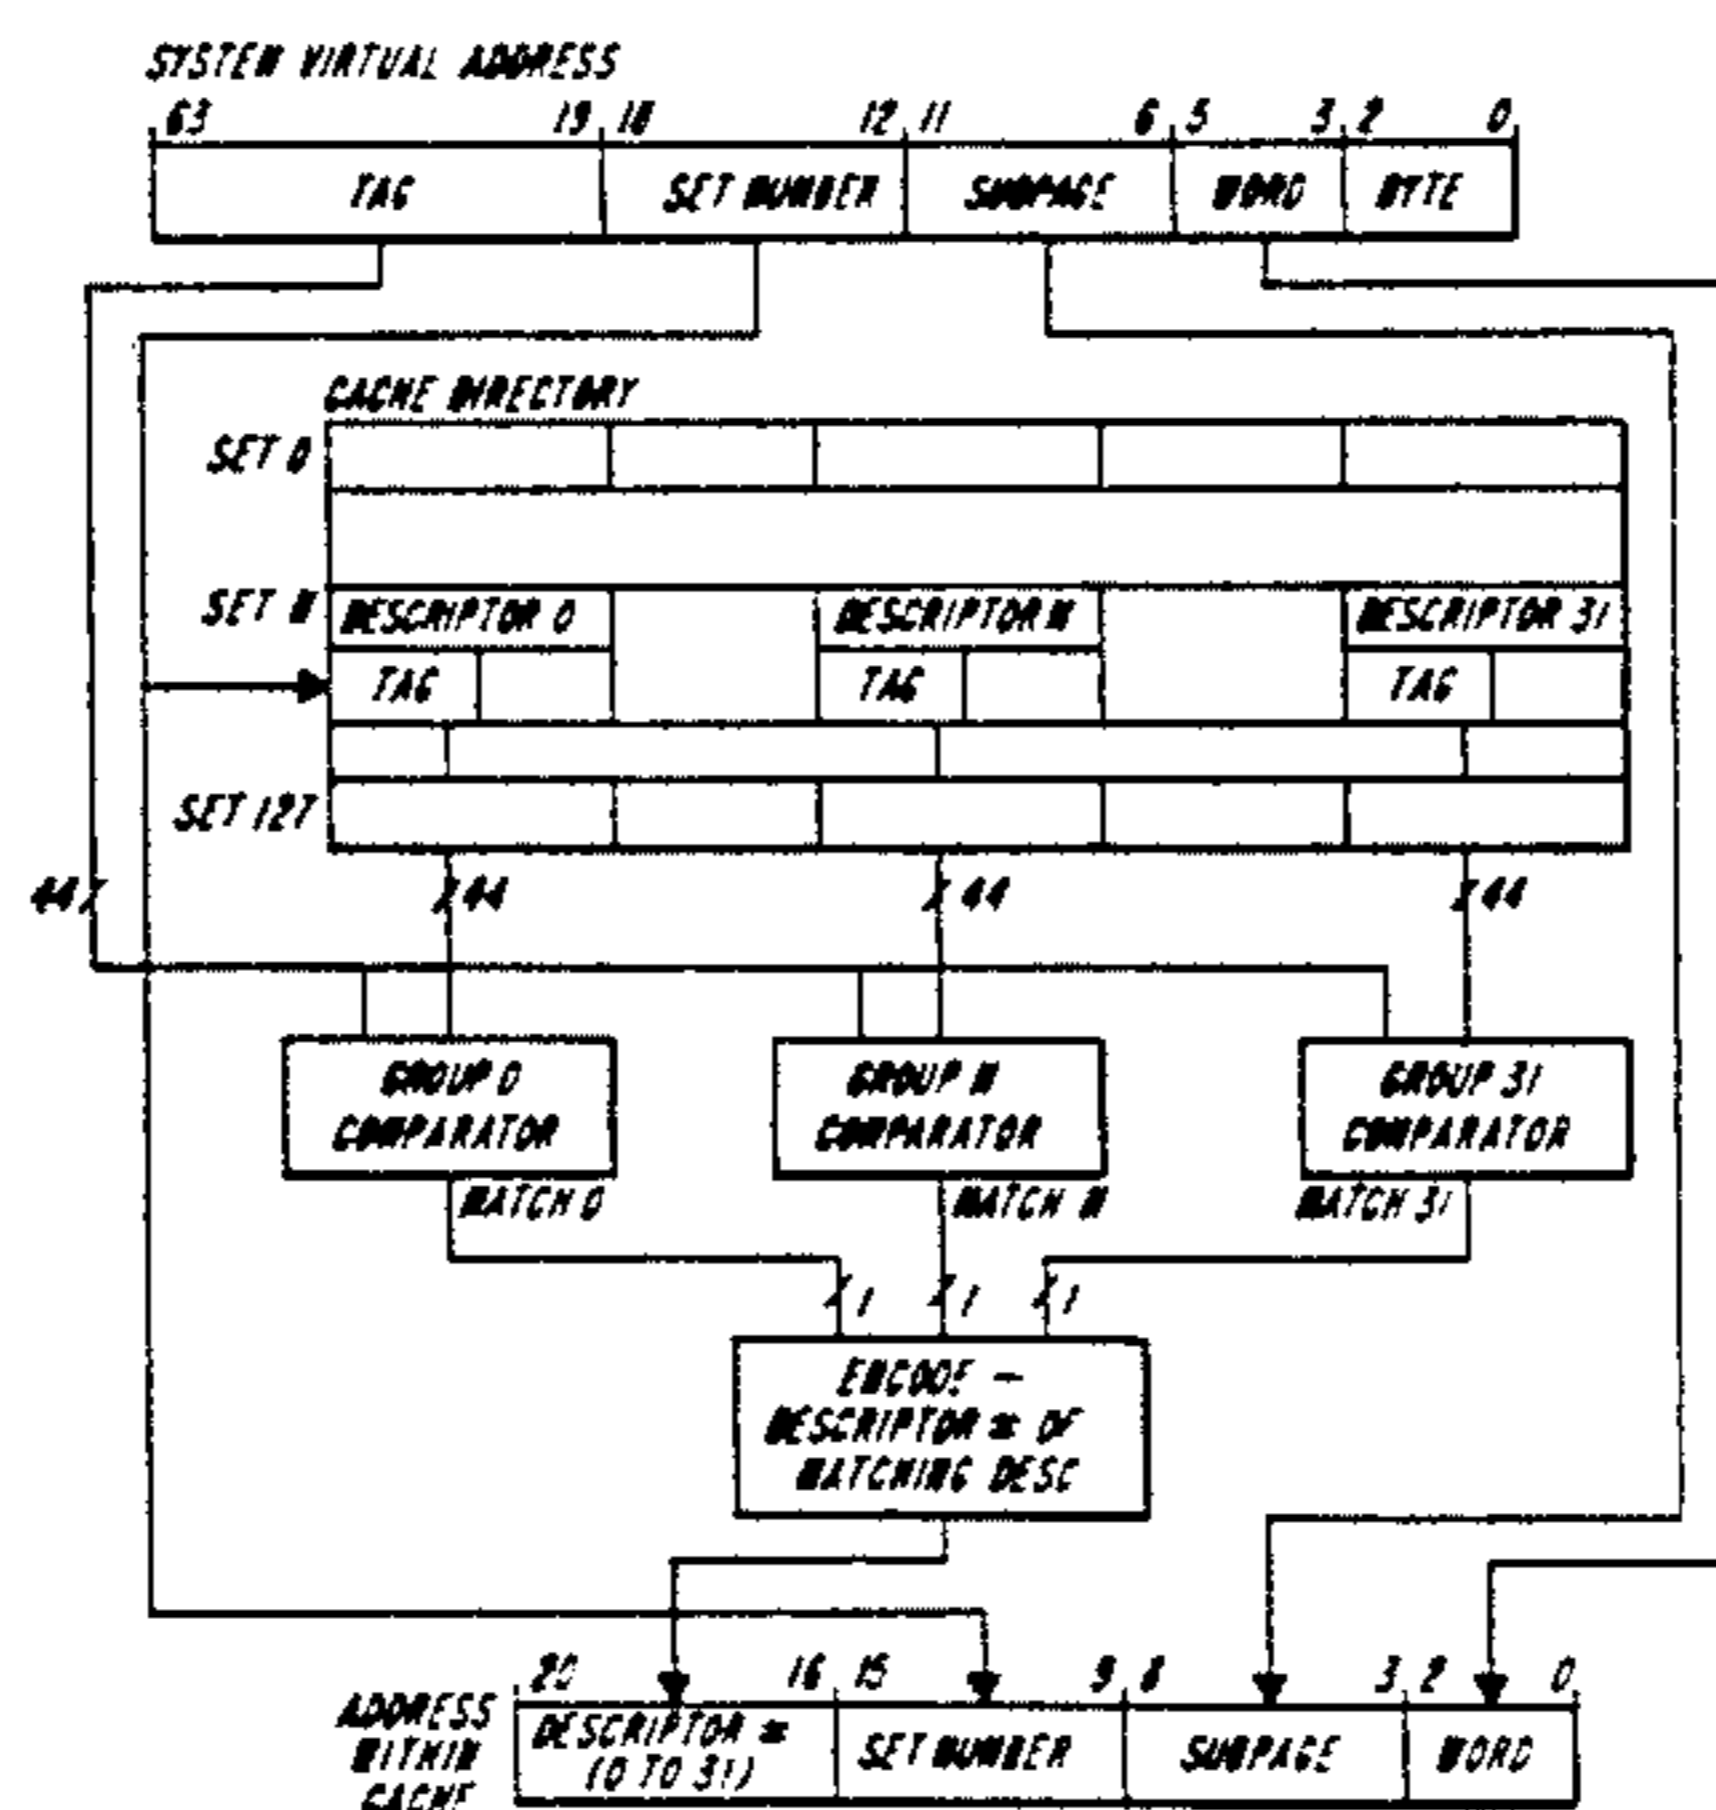 SYSTEM VIRTUAL ADDRESS
63 19 18 12 11 6 5 3 2 0
TAG SET NUMBER SUBPAGE WORD BYTE
CACHE DIRECTORY
SET 0
SET N DESCRIPTOR 0 DESCRIPTOR M DESCRIPTOR 31
TAG TAG TAG
SET 127
44 44 44 44
GROUP 0 GROUP M GROUP 31
COMPARATOR COMPARATOR COMPARATOR
MATCH 0 MATCH M MATCH 31
1 1 1
ENCODE –
DESCRIPTOR # OF
MATCHING DESC
20 16 15 9 8 3 2 0
ADDRESS
WITHIN
CACHE
DESCRIPTOR #
(0 TO 31)
SET NUMBER SUBPAGE WORD